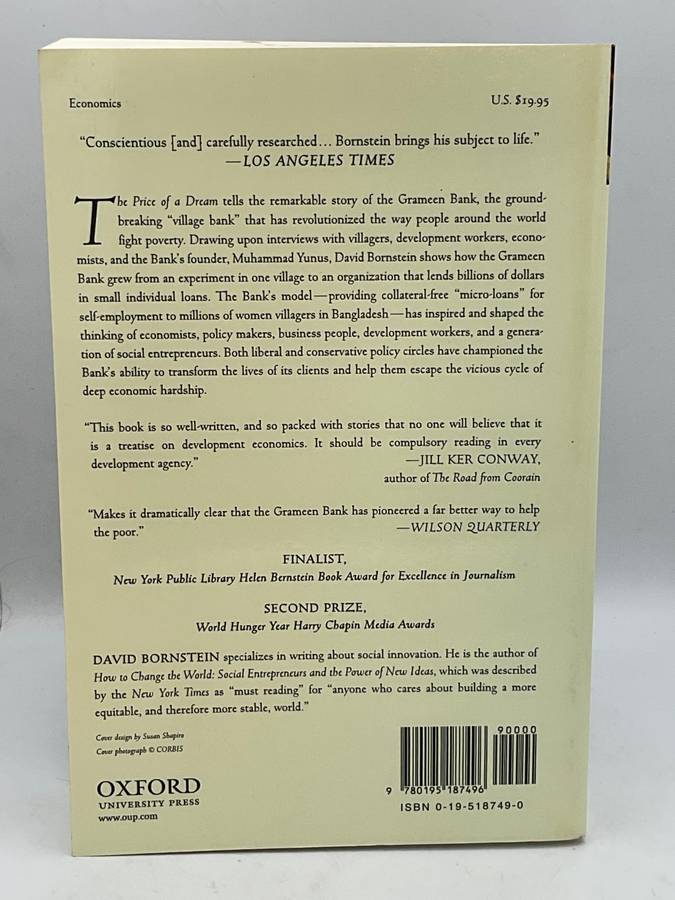 Economics
U.S. $19.95
“Conscientious [and] carefully researched... Bornstein brings his subject to life.”
—LOS ANGELES TIMES
The Price of a Dream tells the remarkable story of the Grameen Bank, the ground-
breaking “village bank” that has revolutionized the way people around the world
fight poverty. Drawing upon interviews with villagers, development workers, econo-
mists, and the Bank’s founder, Muhammad Yunus, David Bornstein shows how the Grameen
Bank grew from an experiment in one village to an organization that lends billions of dollars
in small individual loans. The Bank’s model—providing collateral-free “micro-loans” for
self-employment to millions of women villagers in Bangladesh—has inspired and shaped the
thinking of economists, policy makers, business people, development workers, and a genera-
tion of social entrepreneurs. Both liberal and conservative policy circles have championed the
Bank’s ability to transform the lives of its clients and help them escape the vicious cycle of
deep economic hardship.
“This book is so well-written, and so packed with stories that no one will believe that it
is a treatise on development economics. It should be compulsory reading in every
development agency.” —JILL KER CONWAY,
author of The Road from Coorain
“Makes it dramatically clear that the Grameen Bank has pioneered a far better way to help
the poor.” —WILSON QUARTERLY
FINALIST,
New York Public Library Helen Bernstein Book Award for Excellence in Journalism
SECOND PRIZE,
World Hunger Year Harry Chapin Media Awards
DAVID BORNSTEIN specializes in writing about social innovation. He is the author of
How to Change the World: Social Entrepreneurs and the Power of New Ideas, which was described
by the New York Times as “must reading” for “anyone who cares about building a more
equitable, and therefore more stable, world.”
Cover design by Susan Shapiro
Cover photograph © CORBIS
OXFORD
UNIVERSITY PRESS
www.oup.com
90000
9 780195 187496
ISBN 0-19-518749-0